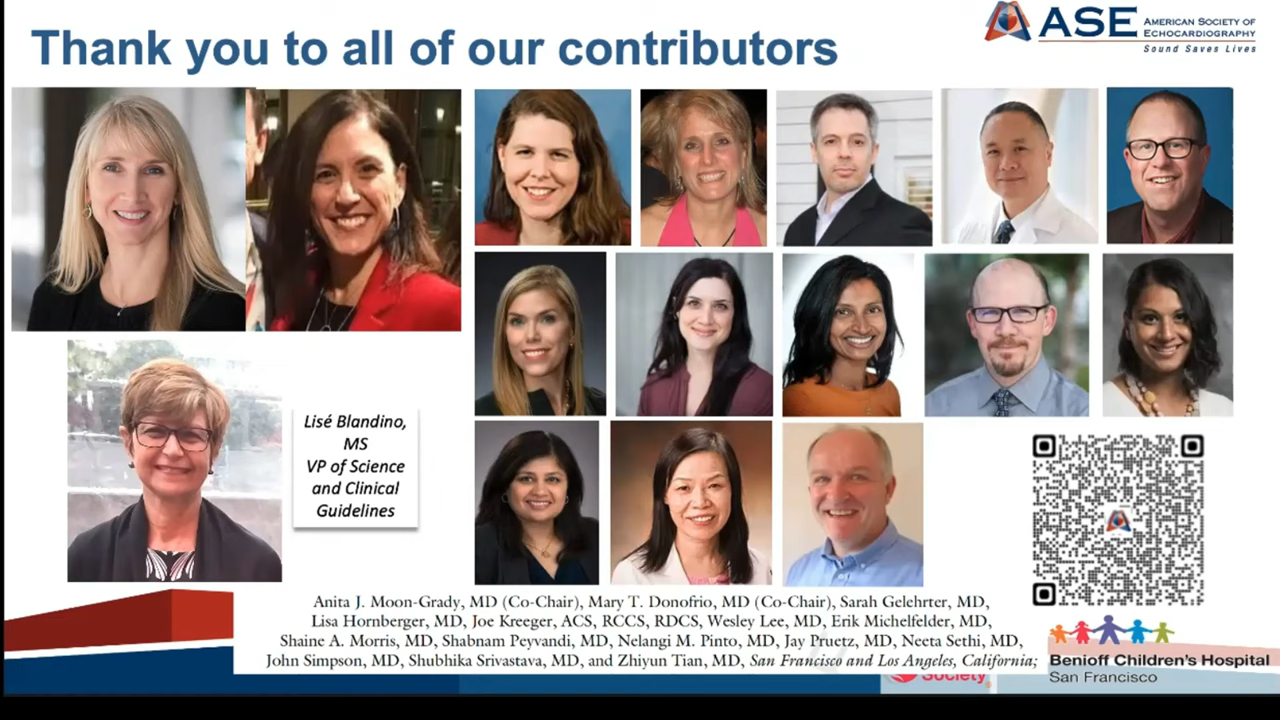 Thank you to all of our contributors
ASE AMERICAN SOCIETY OF
ECHOCARDIOGRAPHY
Sound Saves Lives
Lisé Blandino,
MS
VP of Science
and Clinical
Guidelines
Anita J. Moon-Grady, MD (Co-Chair), Mary T. Donofrio, MD (Co-Chair), Sarah Gelehrter, MD,
Lisa Hornberger, MD, Joe Kreeger, ACS, RCCS, RDCS, Wesley Lee, MD, Erik Michelfelder, MD,
Shaine A. Morris, MD, Shabnam Peyvandi, MD, Nelangi M. Pinto, MD, Jay Pruetz, MD, Neeta Sethi, MD,
John Simpson, MD, Shubhika Srivastava, MD, and Zhiyun Tian, MD, San Francisco and Los Angeles, California;
Benioff Children's Hospital
San Francisco
Society